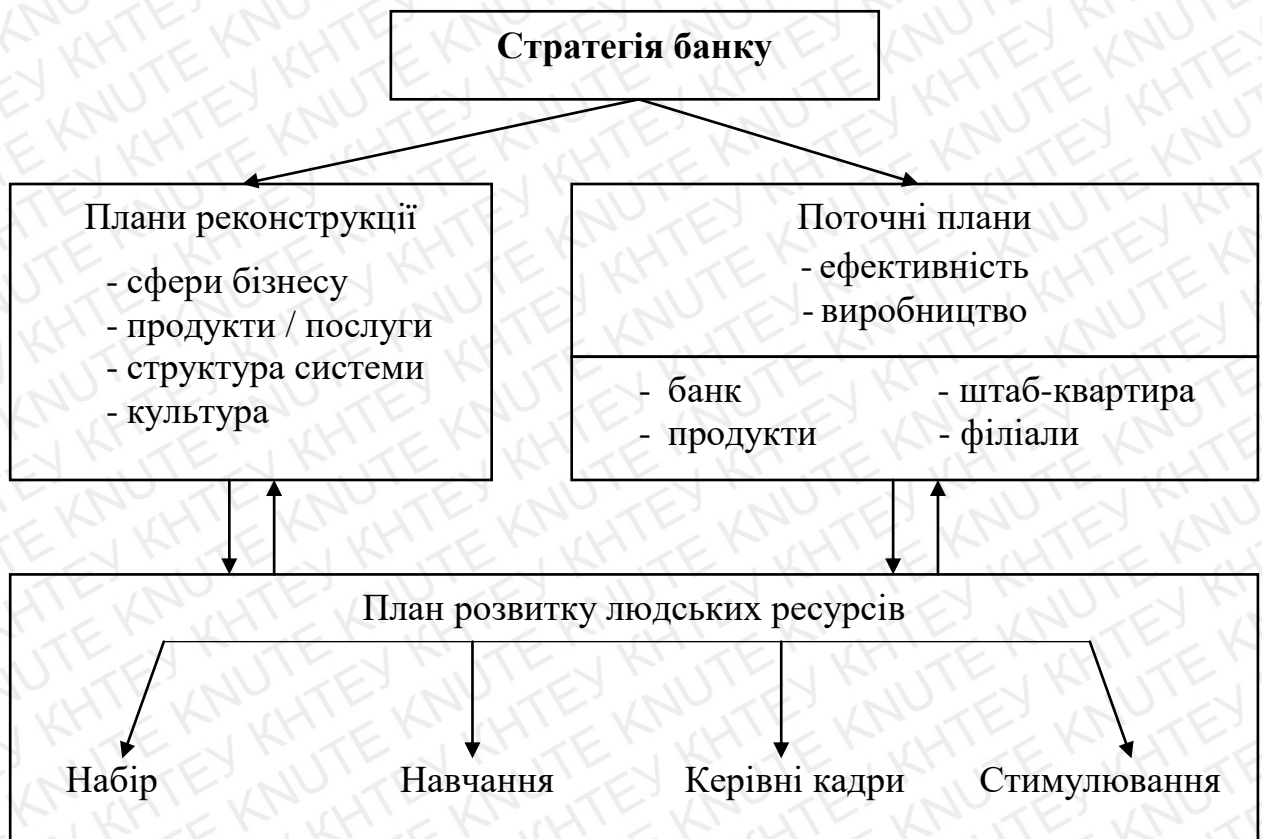 Стратегія банку
Плани реконструкції
- сфери бізнесу
- продукти / послуги
- структура системи
- культура
Поточні плани
- ефективність
- виробництво
- банк
- продукти
- штаб-квартира
- філіали
План розвитку людських ресурсів
Набір
Навчання
Керівні кадри
Стимулювання